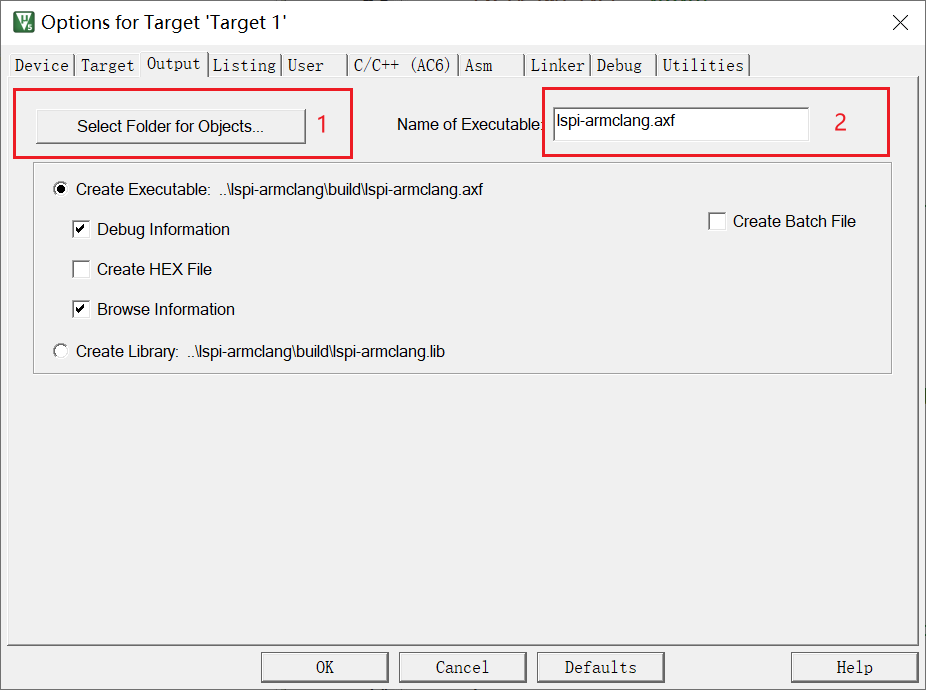 Options for Target 'Target 1'
Device Target Output Listing User C/C++ (AC6) Asm Linker Debug Utilities
Select Folder for Objects... 1 Name of Executable: lspi-armclang.axf 2
Create Executable: ..\lspi-armclang\build\lspi-armclang.axf
Debug Information Create Batch File
Create HEX File
Browse Information
Create Library: ..\lspi-armclang\build\lspi-armclang.lib
OK Cancel Defaults Help